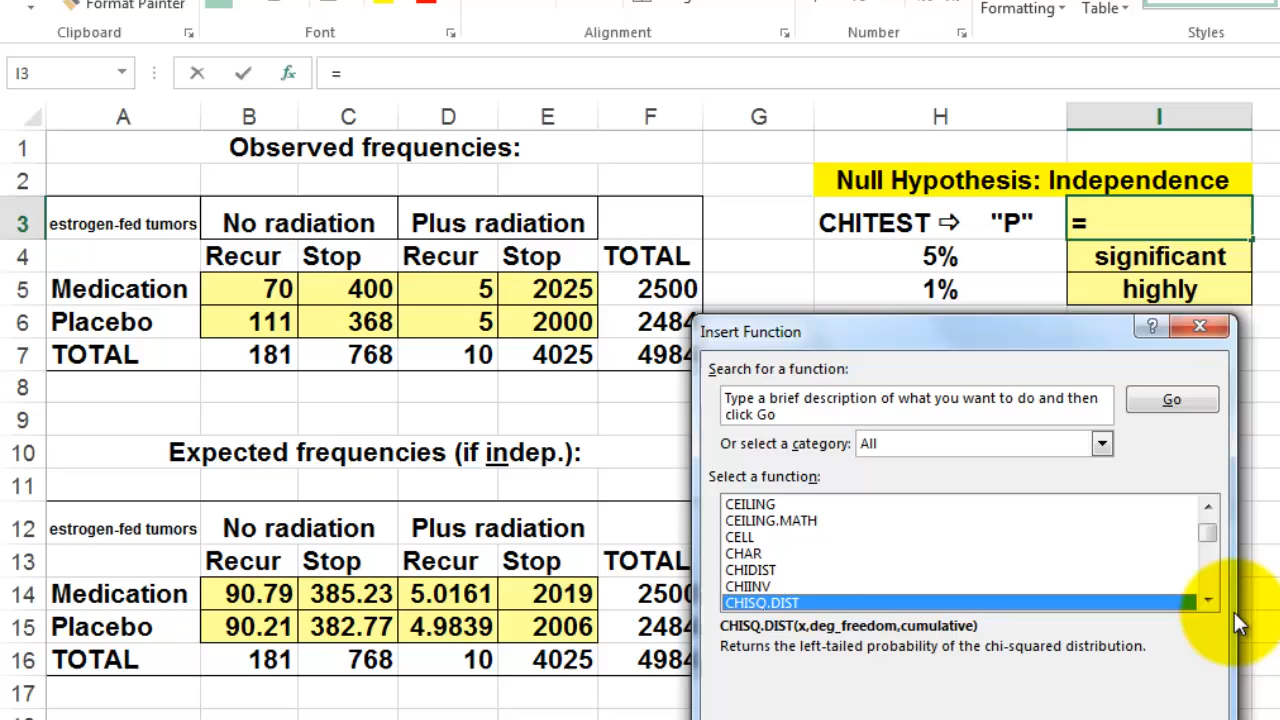 Format Painter
Formatting Table
Clipboard Font Alignment Number Styles
I3 fx =
A B C D E F G H I
1 Observed frequencies:
2 Null Hypothesis: Independence
3 estrogen-fed tumors No radiation Plus radiation CHITEST ⇨ "P" =
4 Recur Stop Recur Stop TOTAL 5% significant
5 Medication 70 400 5 2025 2500 1% highly
6 Placebo 111 368 5 2000 2484
7 TOTAL 181 768 10 4025 4984
8
9
10 Expected frequencies (if indep.):
11
12 estrogen-fed tumors No radiation Plus radiation
13 Recur Stop Recur Stop TOTAL
14 Medication 90.79 385.23 5.0161 2019 2500
15 Placebo 90.21 382.77 4.9839 2006 2484
16 TOTAL 181 768 10 4025 4984
17
Insert Function
Search for a function:
Type a brief description of what you want to do and then
click Go
Go
Or select a category: All
Select a function:
CEILING
CEILING.MATH
CELL
CHAR
CHIDIST
CHIINV
CHISQ.DIST
CHISQ.DIST(x,deg_freedom,cumulative)
Returns the left-tailed probability of the chi-squared distribution.